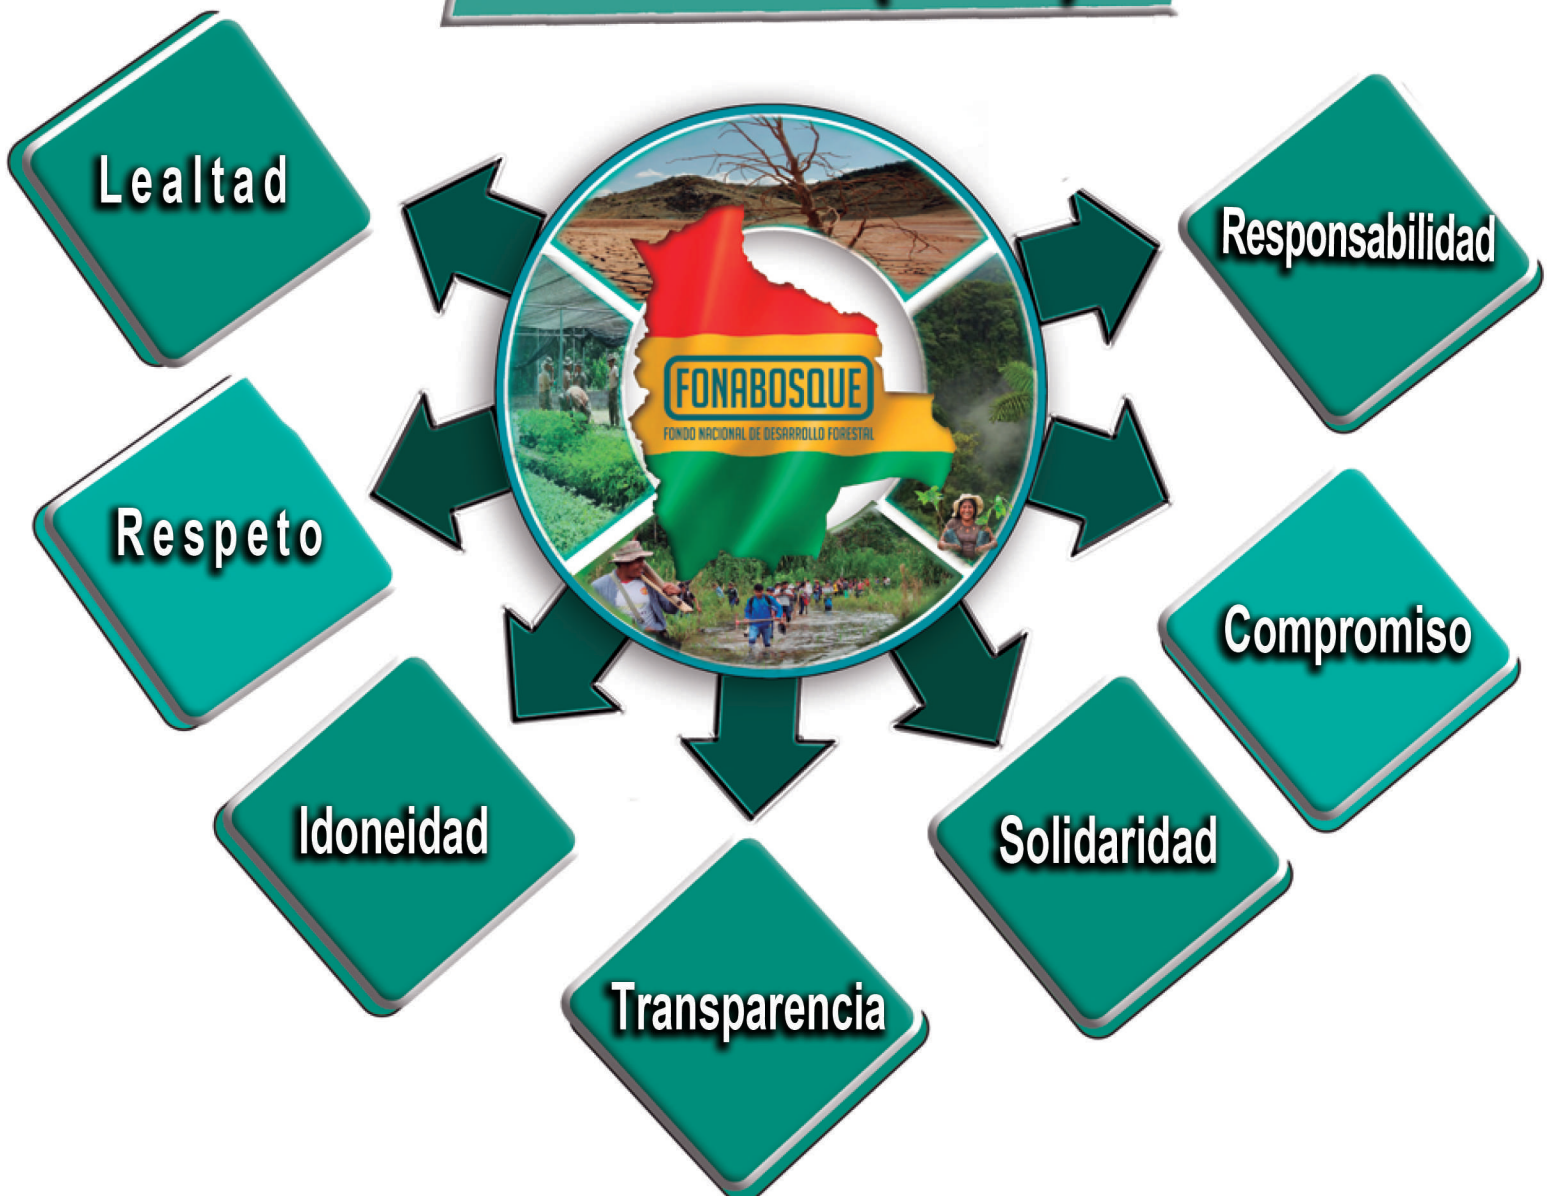 Lealtad
Respeto
Idoneidad
Transparencia
Solidaridad
Compromiso
Responsabilidad
FONABOSQUE
FONDO NACIONAL DE DESARROLLO FORESTAL